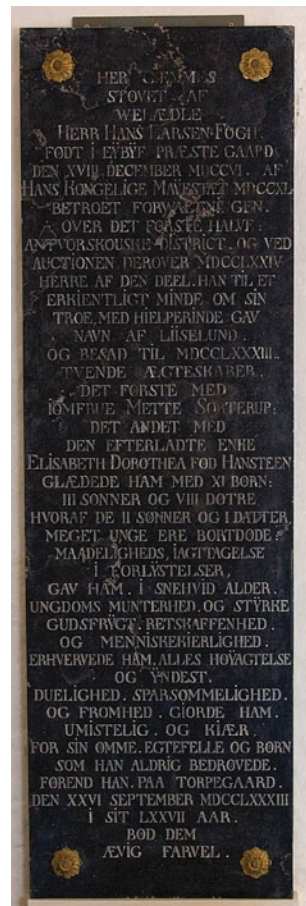 HER GIEMMES
STØVET AF
WELÆDLE
HERR HANS LARSEN FOGH
FØDT I EYBYE PRÆSTE GAARD
DEN XVIII DECEMBER MDCCVI. AF
HANS KONGELIGE MAYESTÆT MDCCXL
BETROET FORWALTNINGEN
OVER DET FØRSTE HALVE
ANTVORSKOUSKE DISTRICT. OG VED
AUCTIONEN DEROVER MDCCLXXIV
HERRE AF DEN DEEL. HAN TIL ET
ERKIENTLIGT MINDE OM SIN
TROE, MED HIELPERINDE GAV
NAVN AF LIISELUND.
OG BESAD TIL MDCCLXXXIII.
TVENDE ÆGTESKABER.
DET FØRSTE MED
IOMFRUE METTE SORTERUP:
DET ANDET MED
DEN EFTERLADTE ENKE
ELISABETH DOROTHEA FØD HANSTEEN
GLÆDEDE HAM MED XI BØRN:
III SØNNER OG VIII DØTRE
HVORAF DE II SØNNER OG I DATTER,
MEGET UNGE ERE BORTDØDE:
MAADELIGHEDS, IAGTTAGELSE
I FORLYSTELSER,
GAV HAM. I SNEHVID ALDER.
UNGDOMS MUNTERHED. OG STYRKE
GUDSFRYGT. RETSKAFFENHED.
OG MENNISKEKIERLIGHED.
ERHVERVEDE HAM. ALLES HØYAGTELSE
OG YNDEST.
DUELIGHED. SPARSOMMELIGHED.
OG FROMHED. GIORDE HAM.
UMISTELIG. OG KIÆR.
FOR SIN ØMME. EGTEFELLE OG BØRN
SOM HAN ALDRIG BEDRØVEDE.
FØREND HAN. PAA TORPEGAARD.
DEN XXVI SEPTEMBER MDCCLXXXIII
I SIT LXXVII AAR.
BØD DEM
ÆVIG FARVEL.